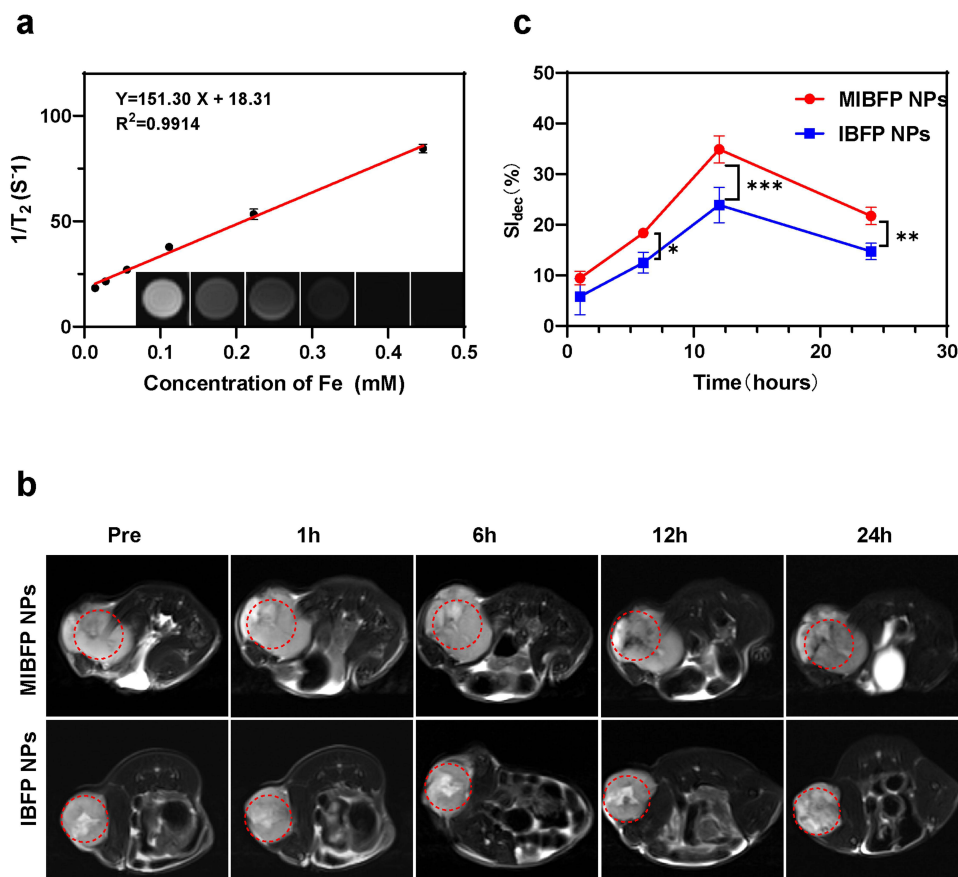 a
Y=151.30 X + 18.31
R²=0.9914
1/T₂ (S⁻¹)
100
50
0
0.0 0.1 0.2 0.3 0.4 0.5
Concentration of Fe (mM)
c
MIBFP NPs
IBFP NPs
SI_dec(%)
50
40
30
20
10
0
*
***
**
0 10 20 30
Time(hours)
b
Pre 1h 6h 12h 24h
MIBFP NPs
IBFP NPs